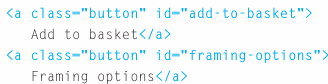 <a class="button" id="add-to-basket">
Add to basket</a>
<a class="button" id="framing-options">
Framing options</a>